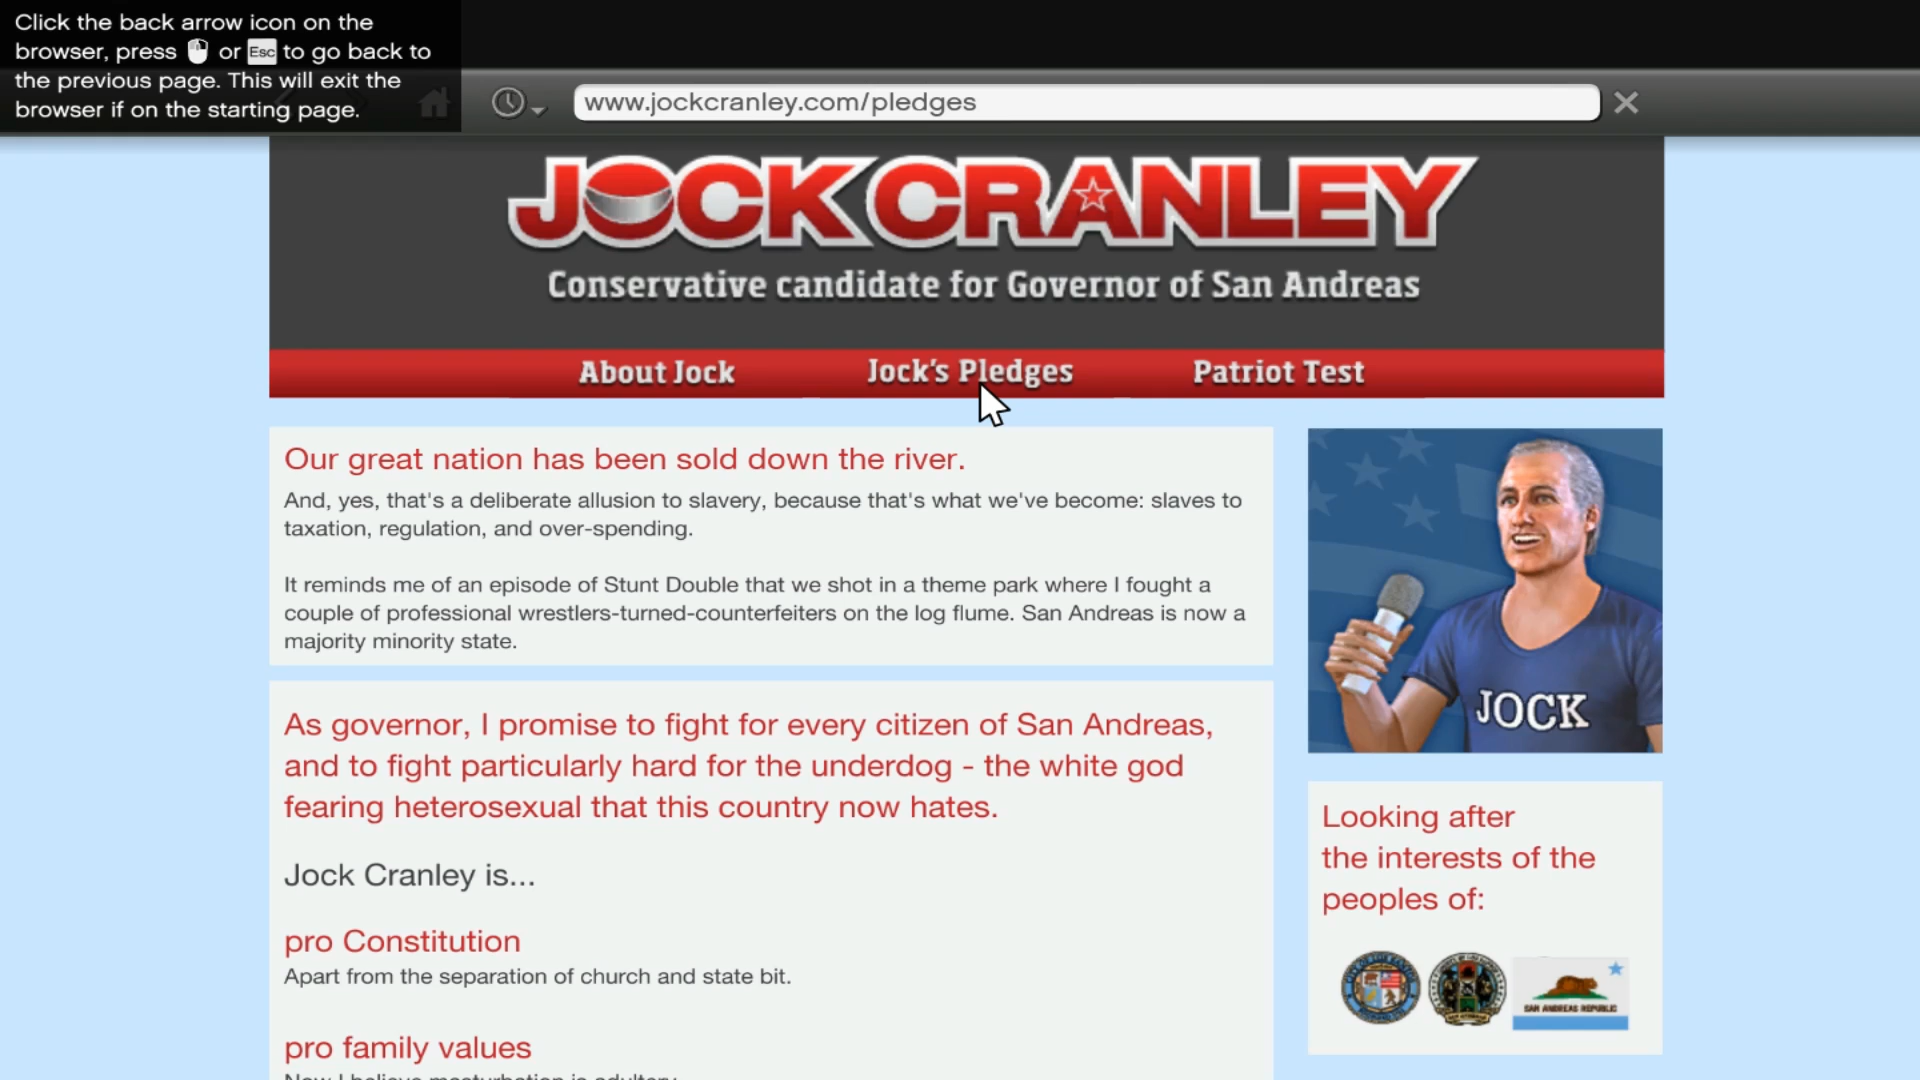 Click the back arrow icon on the
browser, press or Esc to go back to
the previous page. This will exit the
browser if on the starting page.
www.jockcranley.com/pledges
JOCK CRANLEY
Conservative candidate for Governor of San Andreas
About Jock
Jock's Pledges
Patriot Test
Our great nation has been sold down the river.
And, yes, that's a deliberate allusion to slavery, because that's what we've become: slaves to
taxation, regulation, and over-spending.
It reminds me of an episode of Stunt Double that we shot in a theme park where I fought a
couple of professional wrestlers-turned-counterfeiters on the log flume. San Andreas is now a
majority minority state.
As governor, I promise to fight for every citizen of San Andreas,
and to fight particularly hard for the underdog - the white god
fearing heterosexual that this country now hates.
Jock Cranley is...
pro Constitution
Apart from the separation of church and state bit.
pro family values
JOCK
Looking after
the interests of the
peoples of:
SAN ANDREAS REPUBLIC